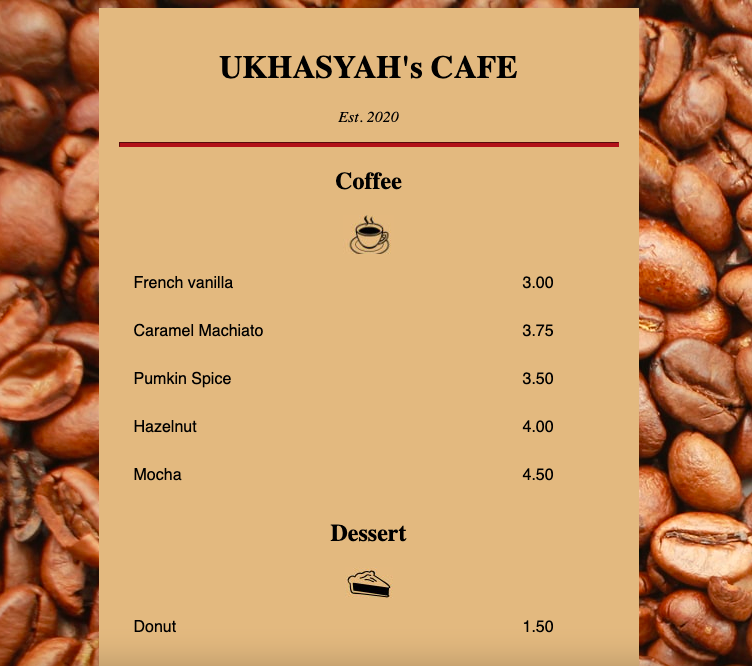 UKHASYAH's CAFE
Est. 2020
Coffee
French vanilla 3.00
Caramel Machiato 3.75
Pumkin Spice 3.50
Hazelnut 4.00
Mocha 4.50
Dessert
Donut 1.50